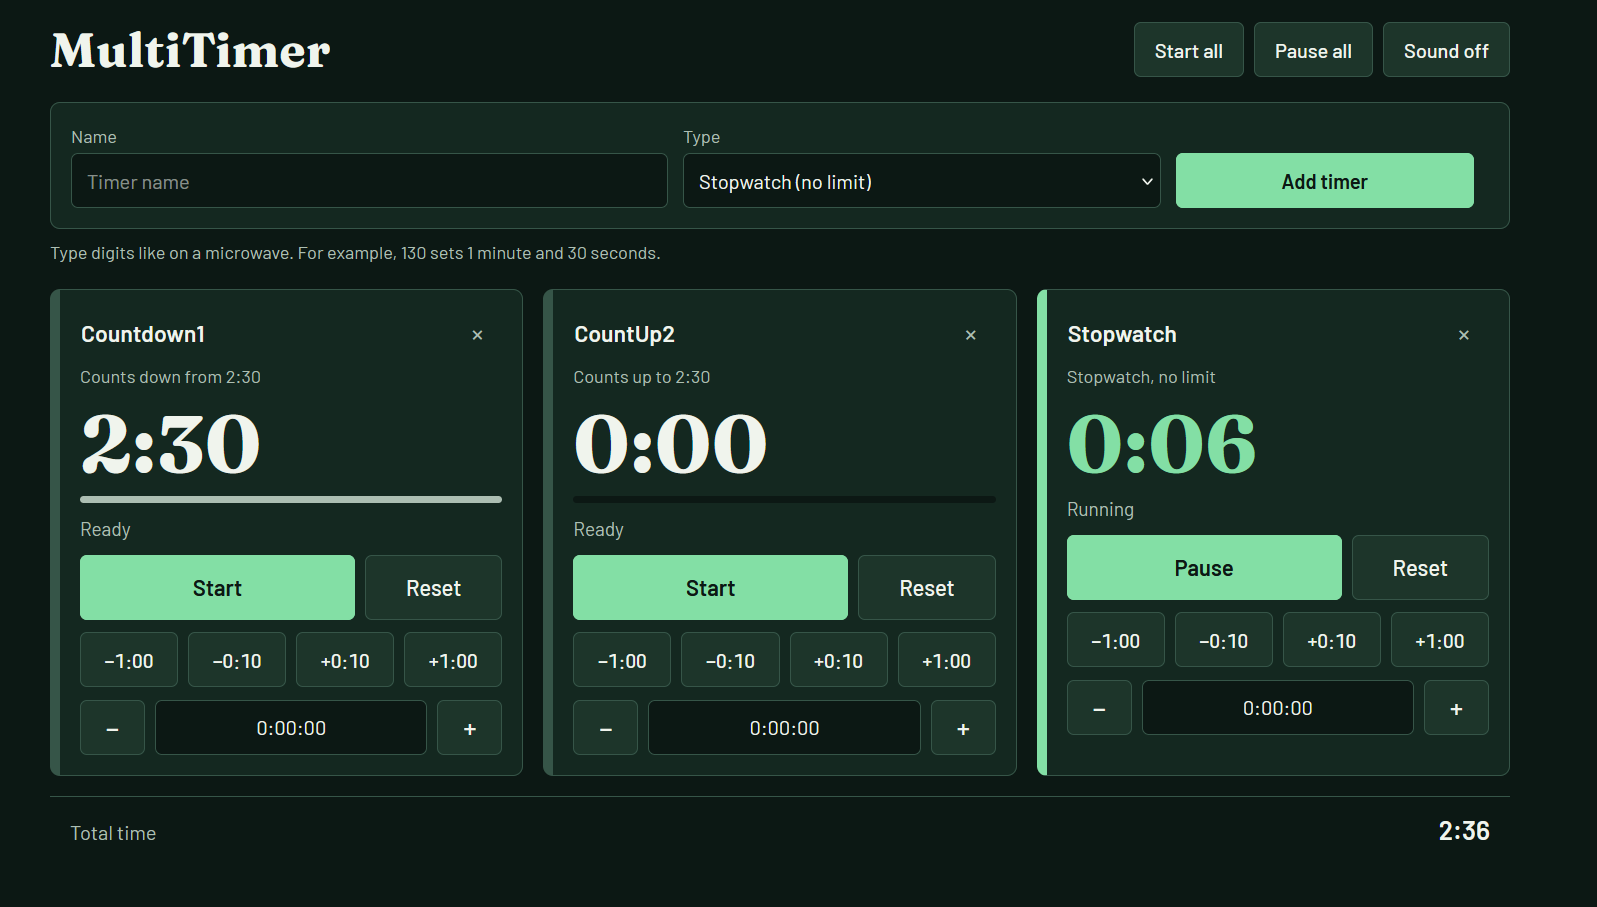 MultiTimer
Start all
Pause all
Sound off
Name
Type
Timer name
Stopwatch (no limit)
Add timer
Type digits like on a microwave. For example, 130 sets 1 minute and 30 seconds.
Countdown1
×
Counts down from 2:30
2:30
Ready
Start
Reset
−1:00
−0:10
+0:10
+1:00
−
0:00:00
+
CountUp2
×
Counts up to 2:30
0:00
Ready
Start
Reset
−1:00
−0:10
+0:10
+1:00
−
0:00:00
+
Stopwatch
×
Stopwatch, no limit
0:06
Running
Pause
Reset
−1:00
−0:10
+0:10
+1:00
−
0:00:00
+
Total time
2:36